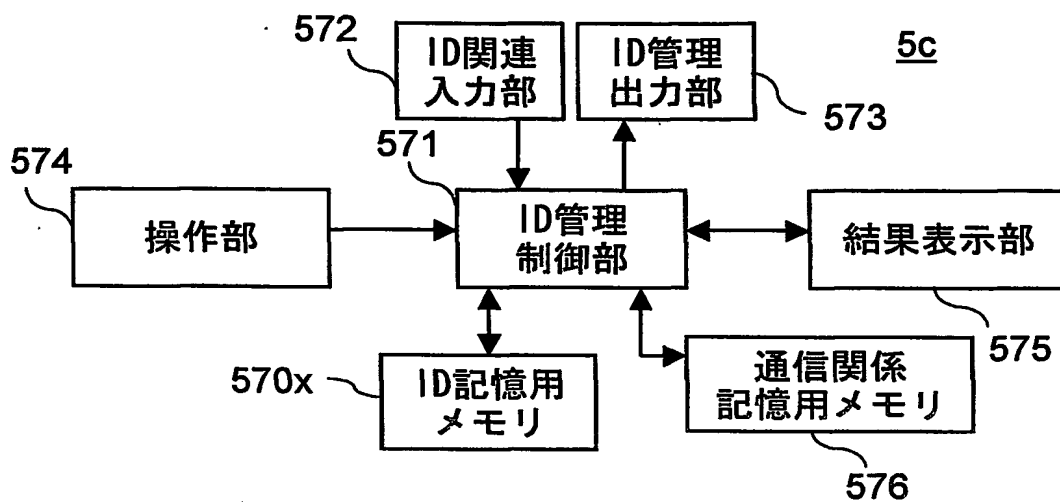 572
ID関連
入力部
ID管理
出力部
5c
573
571
574
操作部
ID管理
制御部
結果表示部
575
570x
ID記憶用
メモリ
通信関係
記憶用メモリ
576